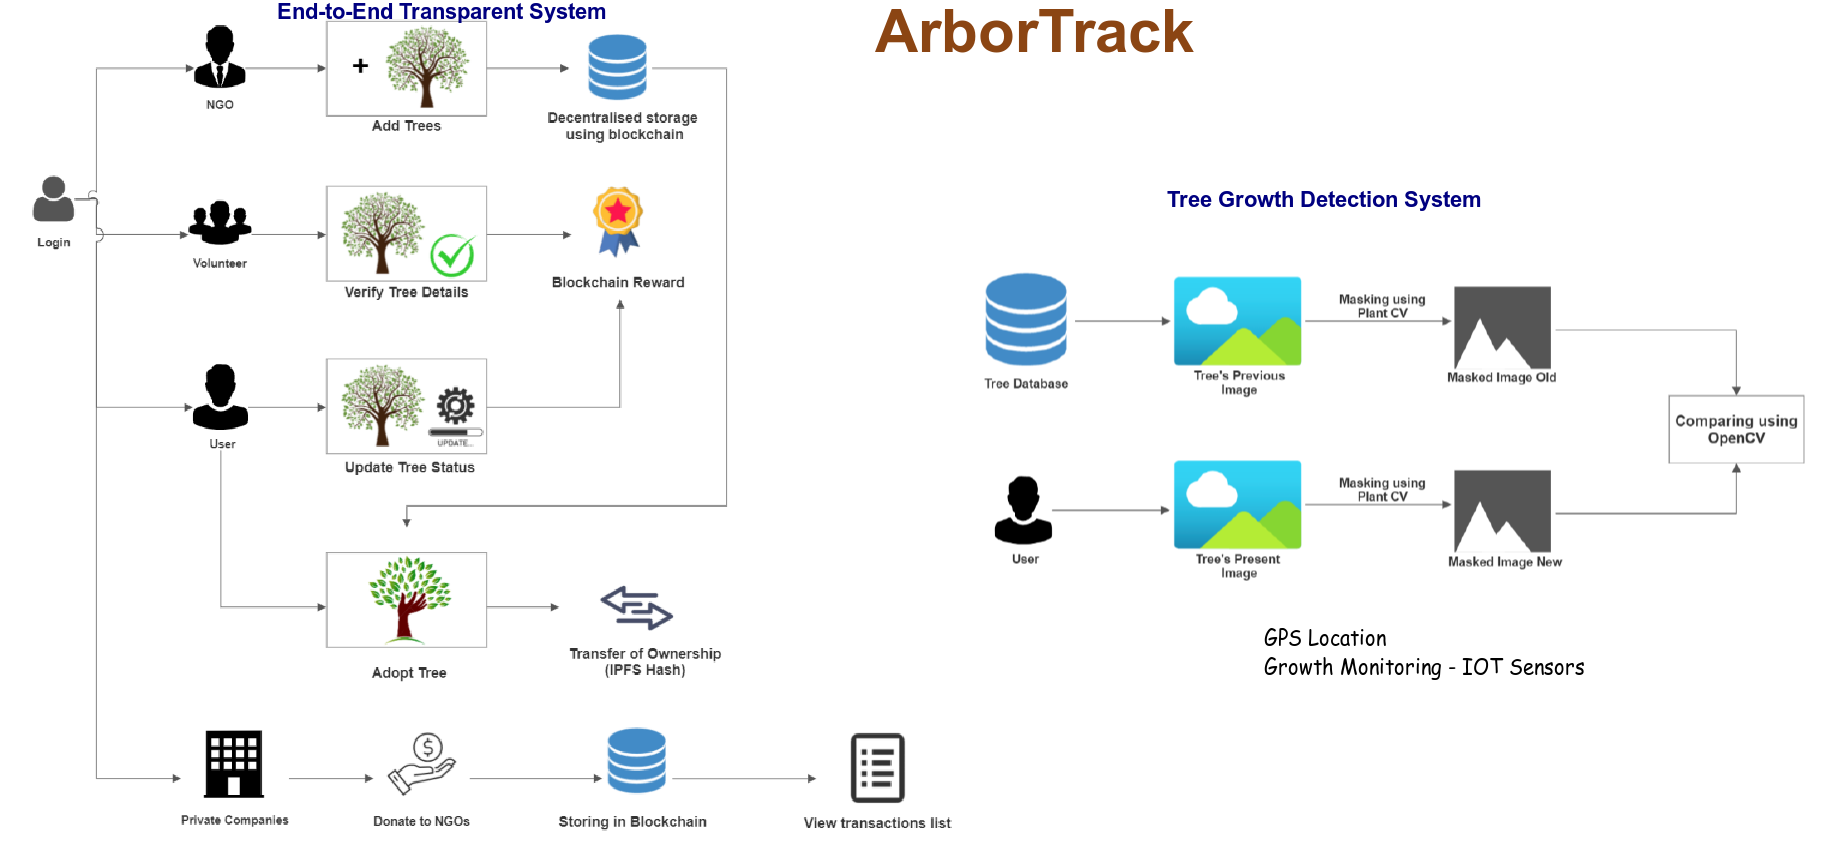 End-to-End Transparent System
ArborTrack
NGO
+
Add Trees
Decentralised storage
using blockchain
Login
Volunteer
Verify Tree Details
Blockchain Reward
User
UPDATE...
Update Tree Status
Adopt Tree
Transfer of Ownership
(IPFS Hash)
Private Companies
$
Donate to NGOs
Storing in Blockchain
View transactions list
Tree Growth Detection System
Tree Database
Tree's Previous
Image
Masking using
Plant CV
Masked Image Old
Comparing using
OpenCV
User
Tree's Present
Image
Masking using
Plant CV
Masked Image New
GPS Location
Growth Monitoring - IOT Sensors